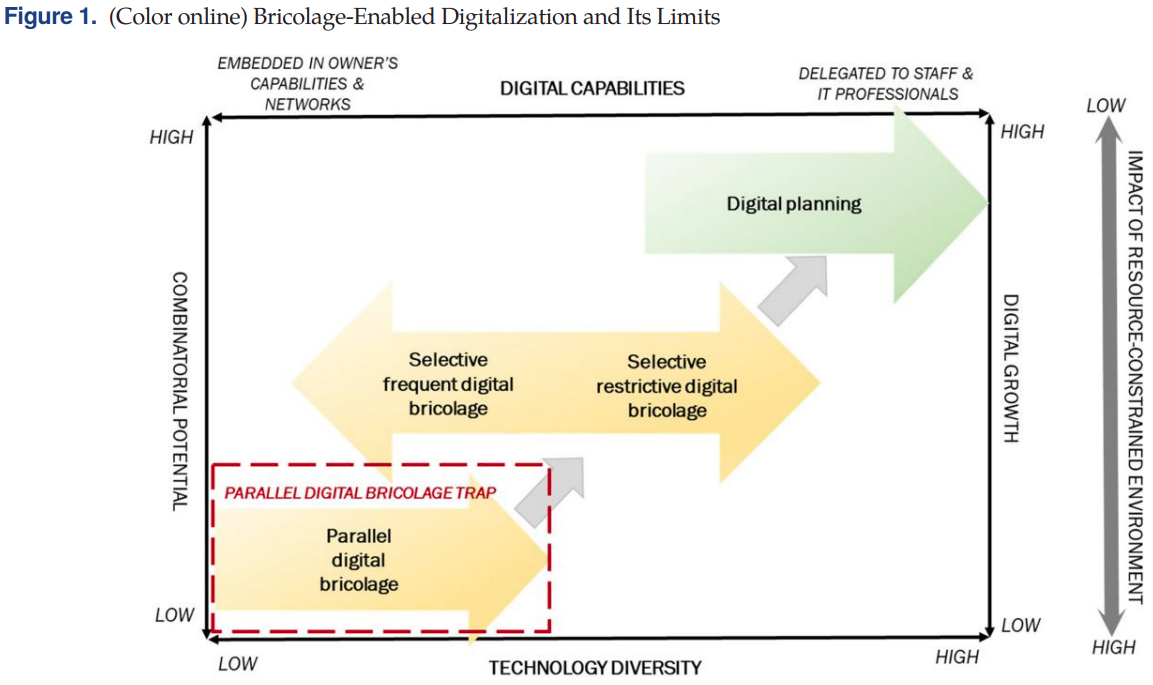 Figure 1. (Color online) Bricolage-Enabled Digitalization and Its Limits
EMBEDDED IN OWNER'S
CAPABILITIES &
NETWORKS
DIGITAL CAPABILITIES
DELEGATED TO STAFF &
IT PROFESSIONALS
LOW
HIGH
HIGH
Digital planning
COMBINATORIAL POTENTIAL
DIGITAL GROWTH
IMPACT OF RESOURCE-CONSTRAINED ENVIRONMENT
Selective
frequent digital
bricolage
Selective
restrictive digital
bricolage
PARALLEL DIGITAL BRICOLAGE TRAP
Parallel
digital
bricolage
LOW
LOW
HIGH
LOW
TECHNOLOGY DIVERSITY
HIGH